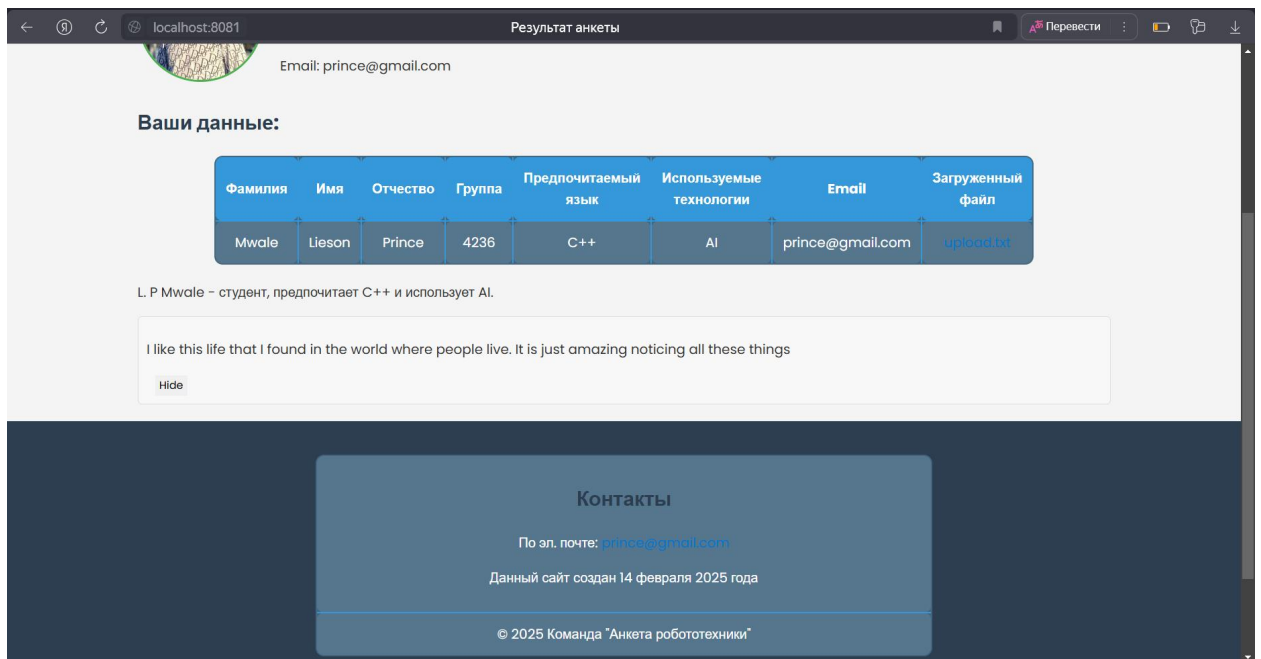 localhost:8081
Результат анкеты
Перевести
Email: prince@gmail.com
Ваши данные:
Фамилия Имя Отчество Группа Предпочитаемый язык Используемые технологии Email Загруженный файл
Mwale Lieson Prince 4236 C++ AI prince@gmail.com upload.txt
L. P Mwale - студент, предпочитает C++ и использует AI.
I like this life that I found in the world where people live. It is just amazing noticing all these things
Hide
Контакты
По эл. почте: prince@gmail.com
Данный сайт создан 14 февраля 2025 года
© 2025 Команда "Анкета робототехники"